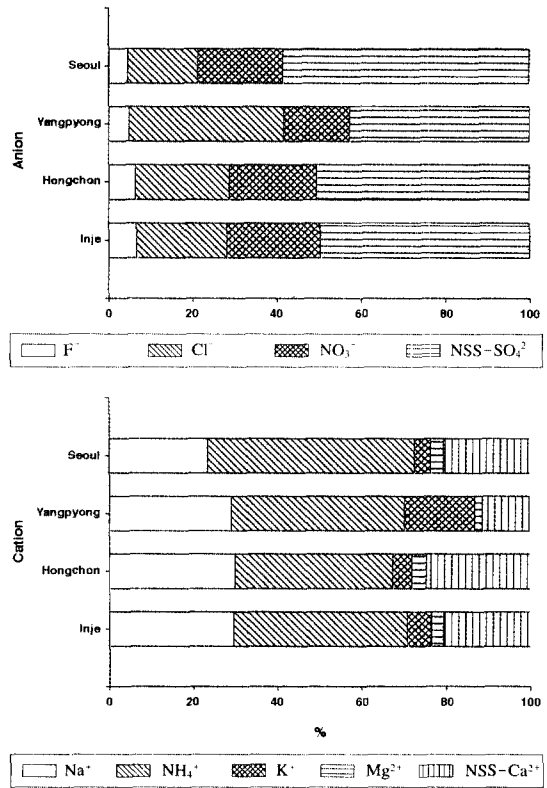 Anion
Seoul
Yangpyong
Hongchon
Inje
0 20 40 60 80 100
F⁻ Cl⁻ NO₃⁻ NSS-SO₄²
Cation
Seoul
Yangpyong
Hongchon
Inje
0 20 40 60 80 100
%
Na⁺ NH₄⁺ K⁺ Mg²⁺ NSS-Ca²⁺